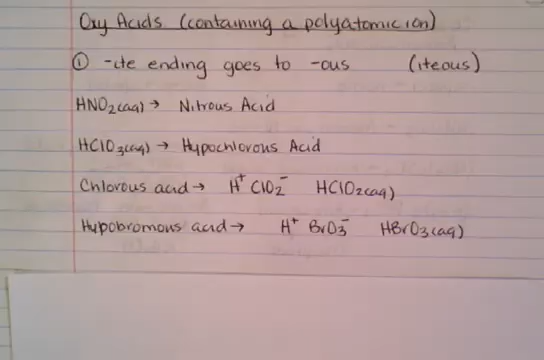 Oxy Acids (containing a polyatomic ion)
① -ite ending goes to -ous (iteous)
HNO₂(aq) → Nitrous Acid
HClO₃(aq) → Hypochlorous Acid
Chlorous acid → H⁺ ClO₂⁻ HClO₂(aq)
Hypobromous acid → H⁺ BrO₃⁻ HBrO₃(aq)